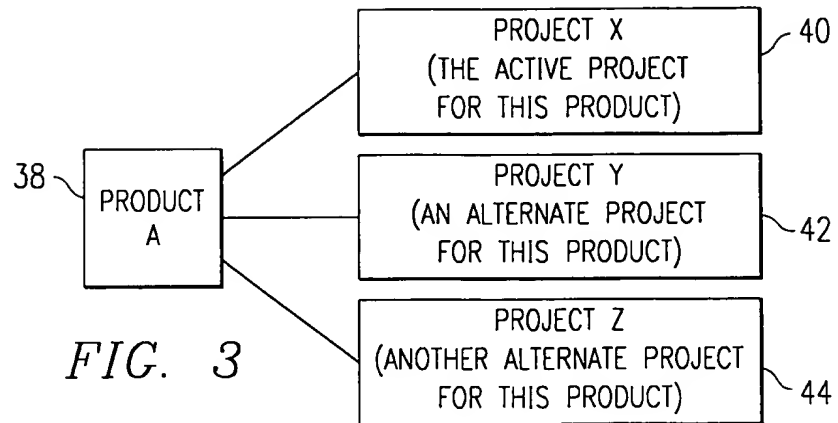 PROJECT X
(THE ACTIVE PROJECT
FOR THIS PRODUCT)
40
38
PRODUCT
A
PROJECT Y
(AN ALTERNATE PROJECT
FOR THIS PRODUCT)
42
PROJECT Z
(ANOTHER ALTERNATE PROJECT
FOR THIS PRODUCT)
44
FIG. 3